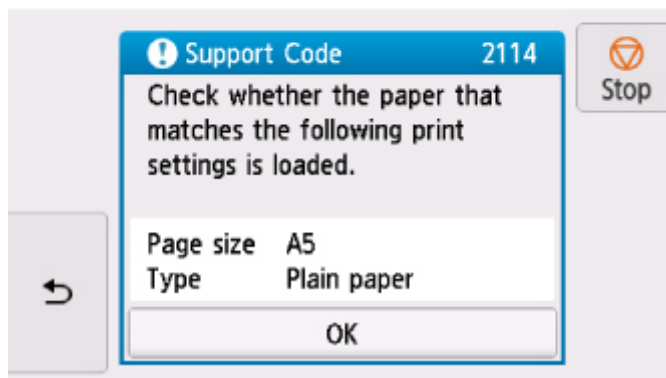 Support Code 2114
Stop
Check whether the paper that
matches the following print
settings is loaded.
Page size A5
Type Plain paper
OK